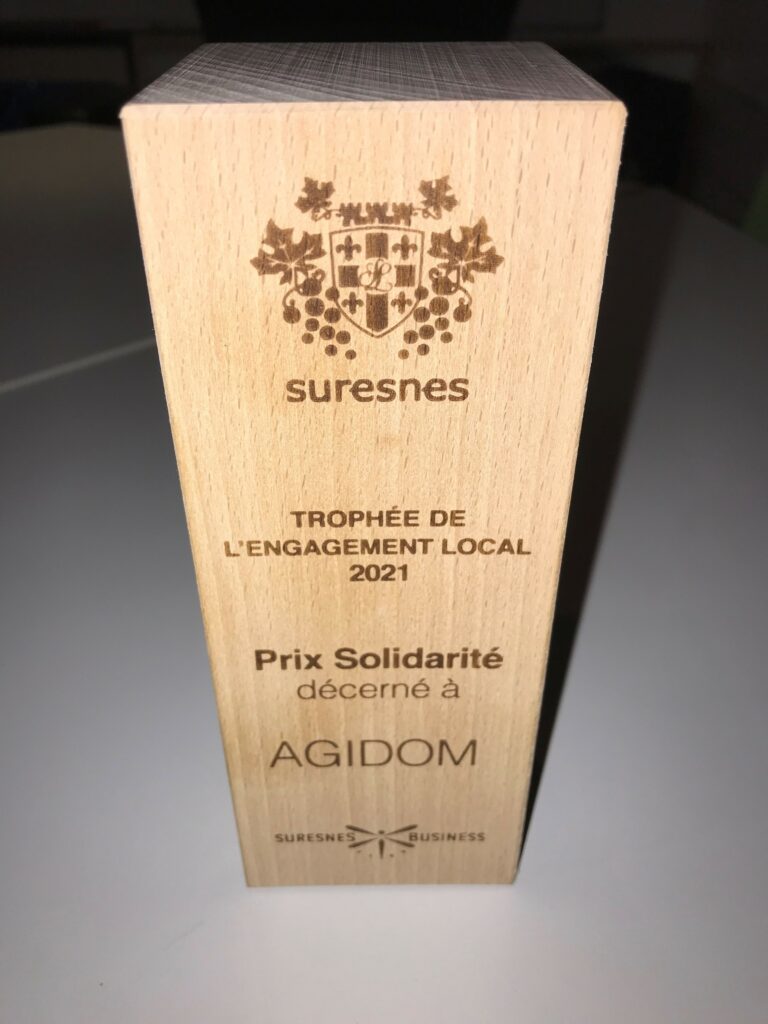 suresnes
TROPHÉE DE
L'ENGAGEMENT LOCAL
2021
Prix Solidarité
décerné à
AGIDOM
SURESNES BUSINESS